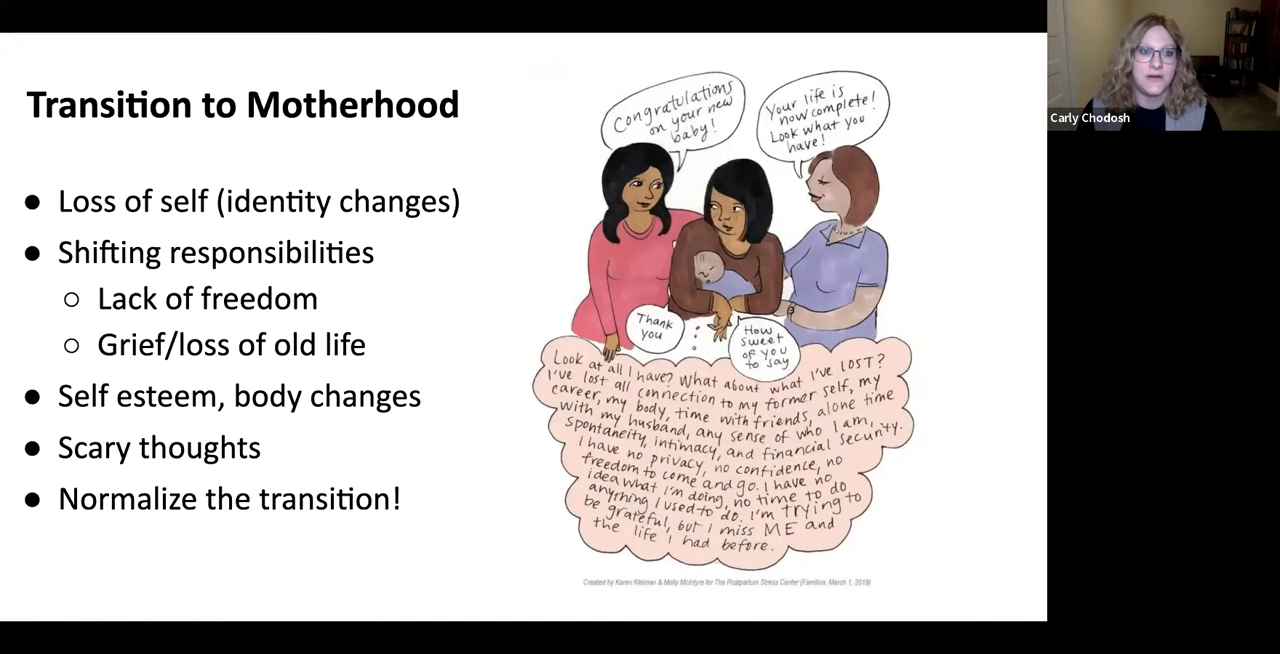 Transition to Motherhood
● Loss of self (identity changes)
● Shifting responsibilities
○ Lack of freedom
○ Grief/loss of old life
● Self esteem, body changes
● Scary thoughts
● Normalize the transition!
Congratulations
on your new
baby!
Your life is
now complete!
Look what you
have!
Thank
you
How
sweet
of you
to say
Look at all I have? What about what I've LOST?
I've lost all connection to my former self, my
career, my body, time with friends, alone time
with my husband, any sense of who I am,
spontaneity, intimacy, and financial security.
I have no privacy, no confidence, no
freedom to come and go. I have no
idea what I'm doing, no time to do
anything I used to do. I'm trying to
be grateful, but I miss ME and
the life I had before.
Created by Karen Kleiman & Molly McIntyre for The Postpartum Stress Center (Familius, March 1, 2019)
Carly Chodosh